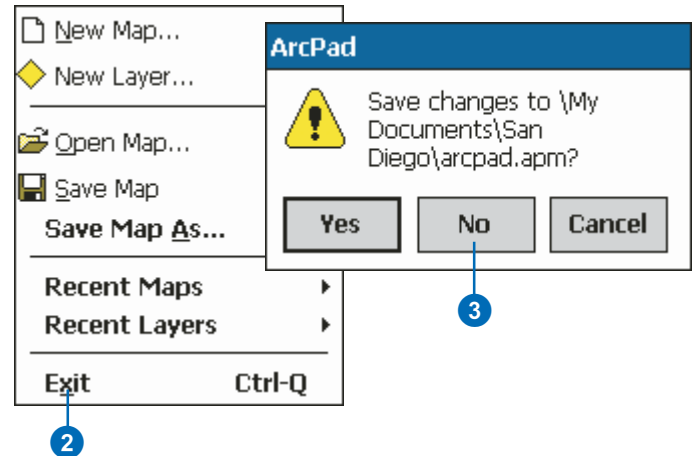 New Map...
New Layer...
Open Map...
Save Map
Save Map As...
Recent Maps
Recent Layers
Exit Ctrl-Q
2
ArcPad
Save changes to \My
Documents\San
Diego\arcpad.apm?
Yes No Cancel
3